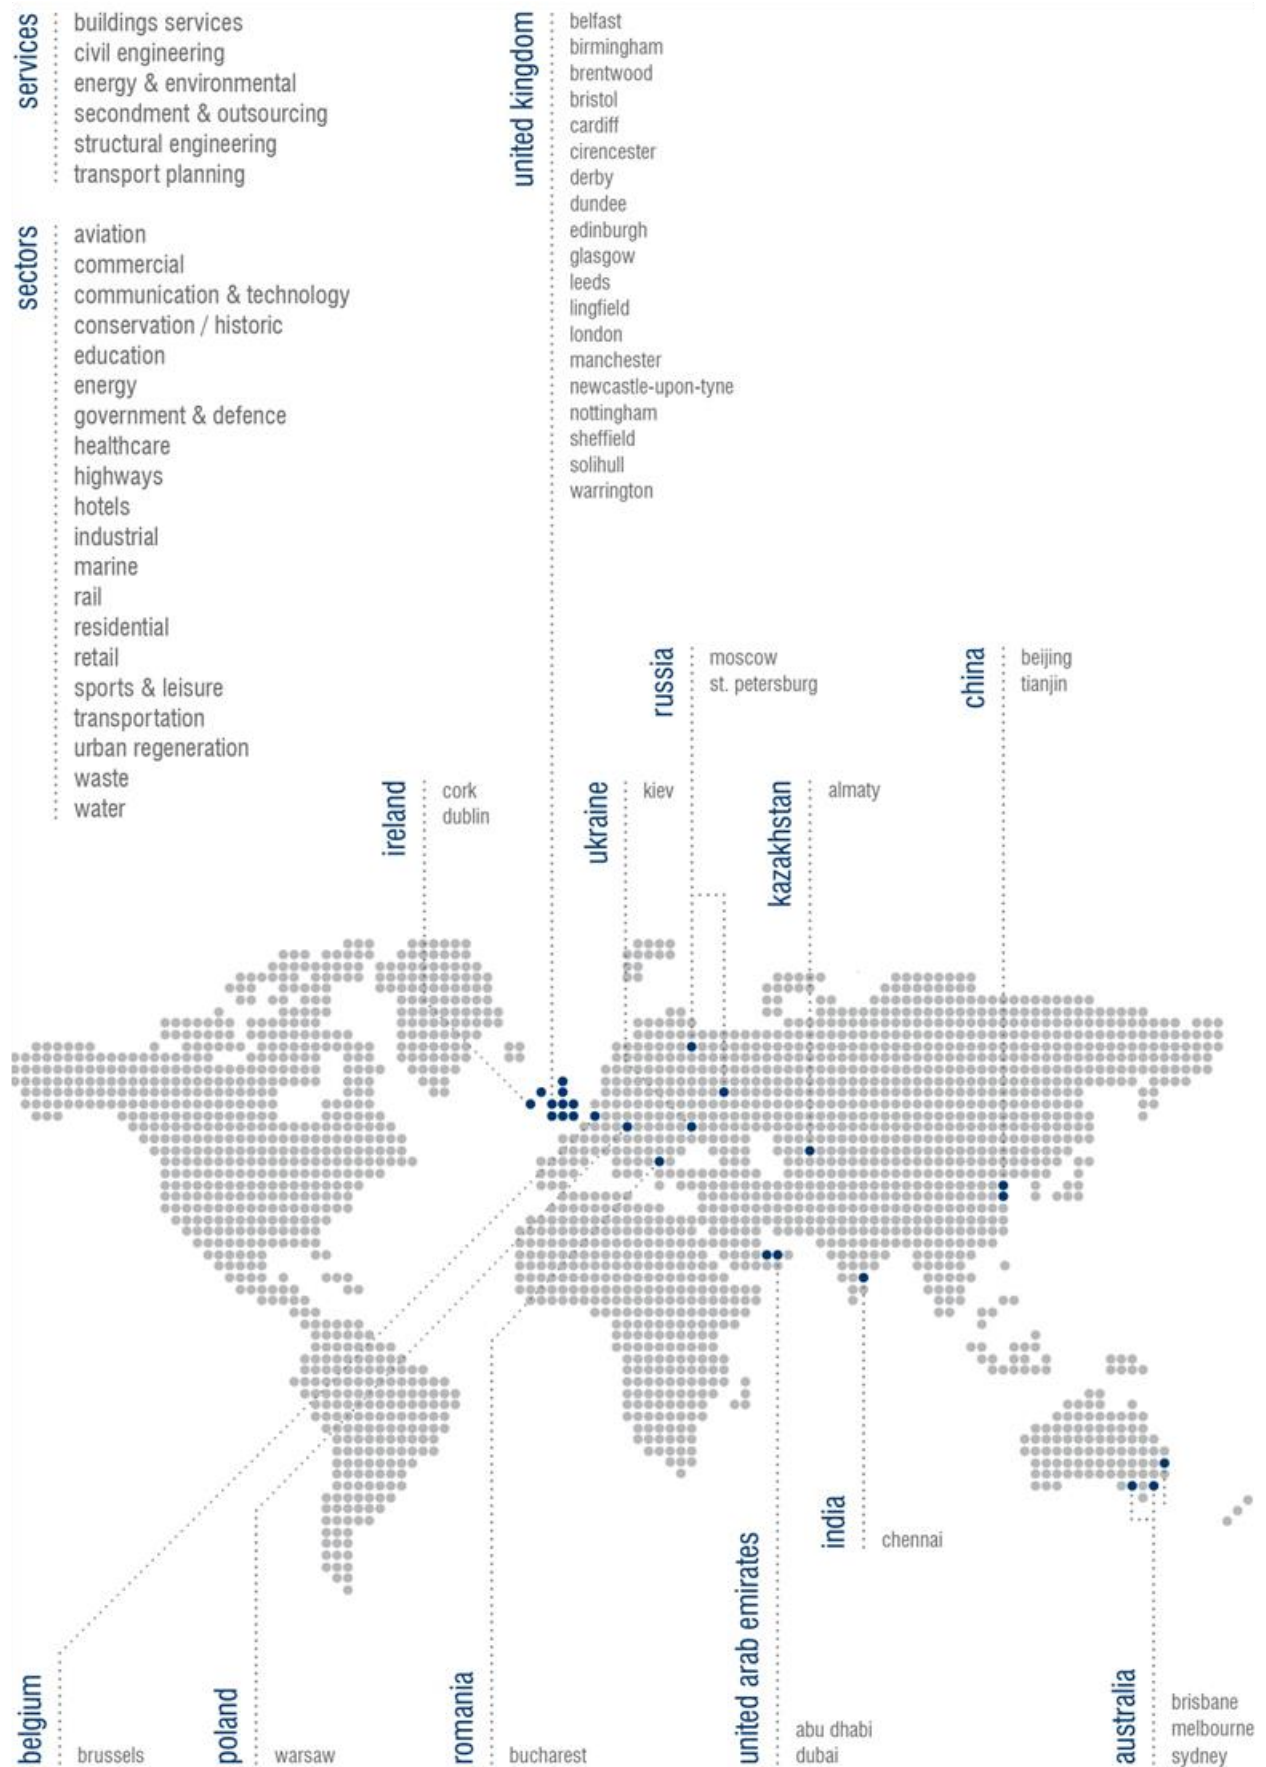 services
buildings services
civil engineering
energy & environmental
secondment & outsourcing
structural engineering
transport planning
sectors
aviation
commercial
communication & technology
conservation / historic
education
energy
government & defence
healthcare
highways
hotels
industrial
marine
rail
residential
retail
sports & leisure
transportation
urban regeneration
waste
water
united kingdom
belfast
birmingham
brentwood
bristol
cardiff
cirencester
derby
dundee
edinburgh
glasgow
leeds
lingfield
london
manchester
newcastle-upon-tyne
nottingham
sheffield
solihull
warrington
russia
moscow
st. petersburg
china
beijing
tianjin
ireland
cork
dublin
ukraine
kiev
kazakhstan
almaty
belgium
brussels
poland
warsaw
romania
bucharest
united arab emirates
abu dhabi
dubai
india
chennai
australia
brisbane
melbourne
sydney